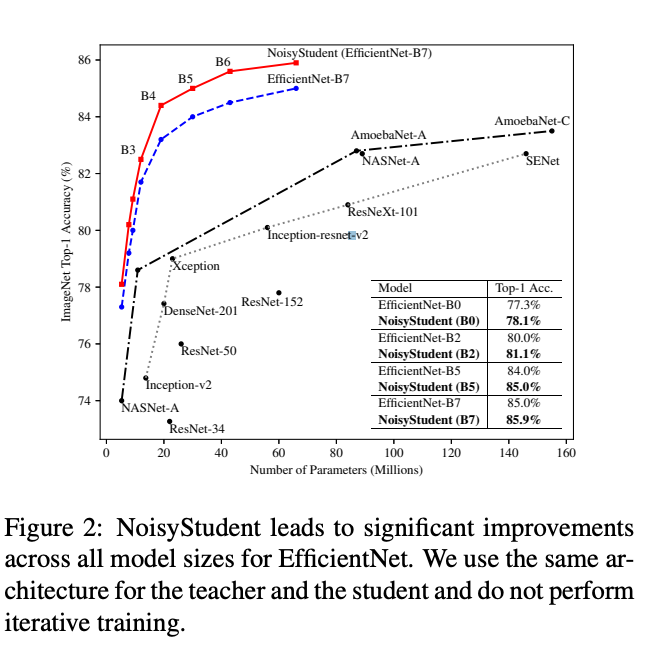 86
84
82
80
78
76
74
ImageNet Top-1 Accuracy (%)
NoisyStudent (EfficientNet-B7)
B6
EfficientNet-B7
B5
B4
B3
AmoebaNet-A
AmoebaNet-C
NASNet-A
SENet
ResNeXt-101
Inception-resnet-v2
Xception
ResNet-152
DenseNet-201
ResNet-50
Inception-v2
NASNet-A
ResNet-34
Model Top-1 Acc.
EfficientNet-B0 77.3%
NoisyStudent (B0) 78.1%
EfficientNet-B2 80.0%
NoisyStudent (B2) 81.1%
EfficientNet-B5 84.0%
NoisyStudent (B5) 85.0%
EfficientNet-B7 85.0%
NoisyStudent (B7) 85.9%
0 20 40 60 80 100 120 140 160
Number of Parameters (Millions)
Figure 2: NoisyStudent leads to significant improvements
across all model sizes for EfficientNet. We use the same ar-
chitecture for the teacher and the student and do not perform
iterative training.